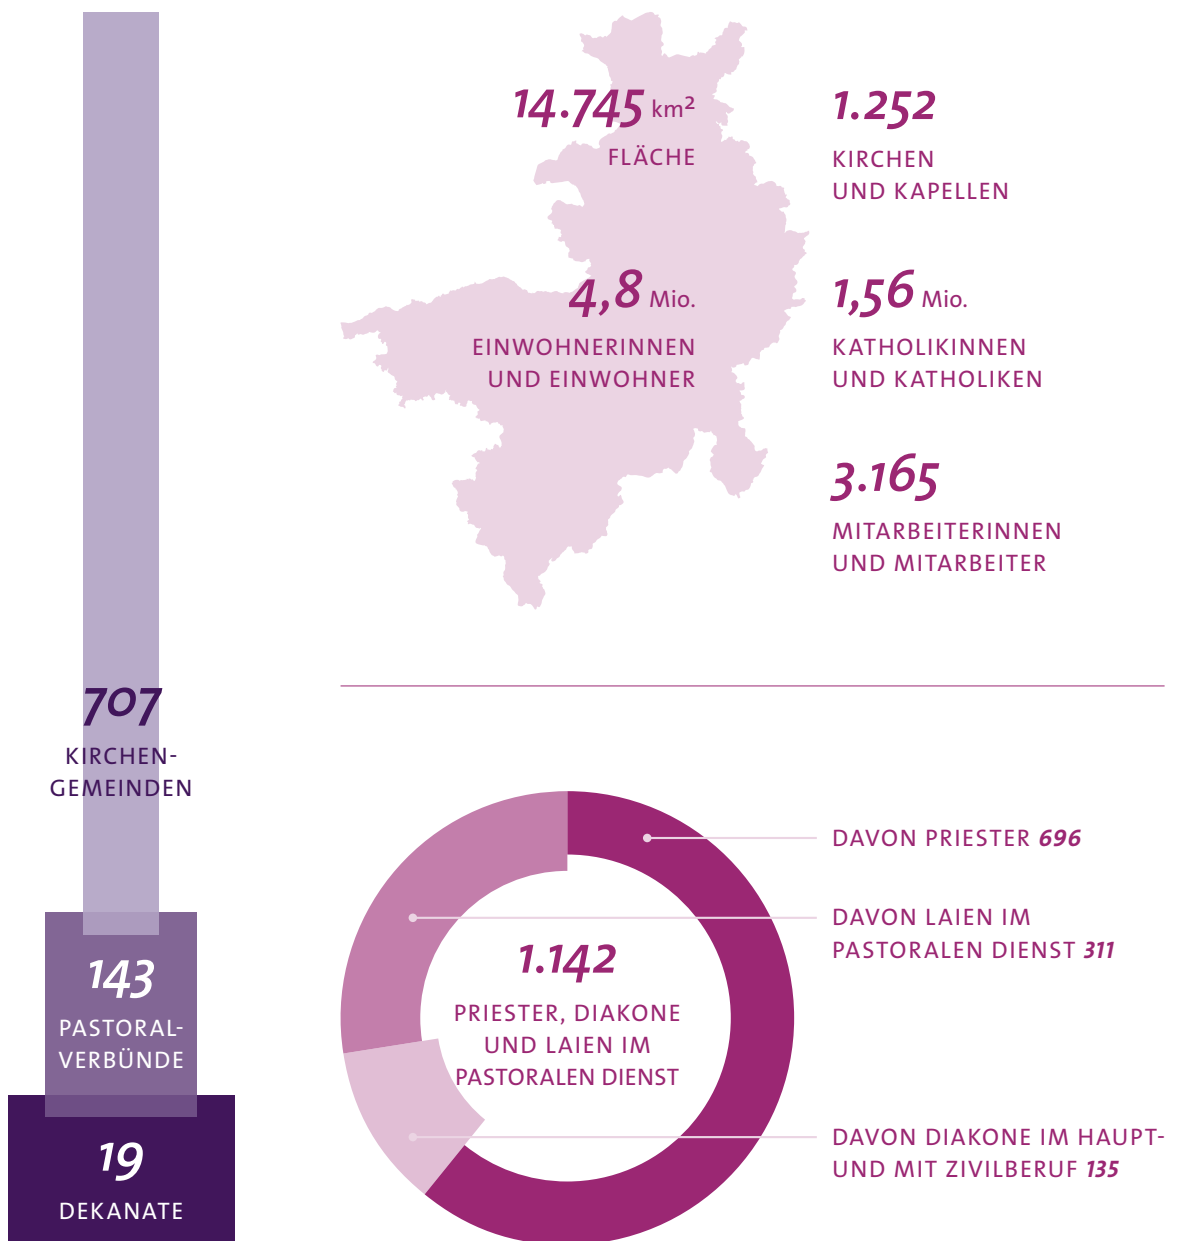 14.745 km²
FLÄCHE
1.252
KIRCHEN
UND KAPELLEN
4,8 Mio.
EINWOHNERINNEN
UND EINWOHNER
1,56 Mio.
KATHOLIKINNEN
UND KATHOLIKEN
3.165
MITARBEITERINNEN
UND MITARBEITER
707
KIRCHEN-
GEMEINDEN
143
PASTORAL-
VERBÜNDE
19
DEKANATE
1.142
PRIESTER, DIAKONE
UND LAIEN IM
PASTORALEN DIENST
DAVON PRIESTER 696
DAVON LAIEN IM
PASTORALEN DIENST 311
DAVON DIAKONE IM HAUPT-
UND MIT ZIVILBERUF 135